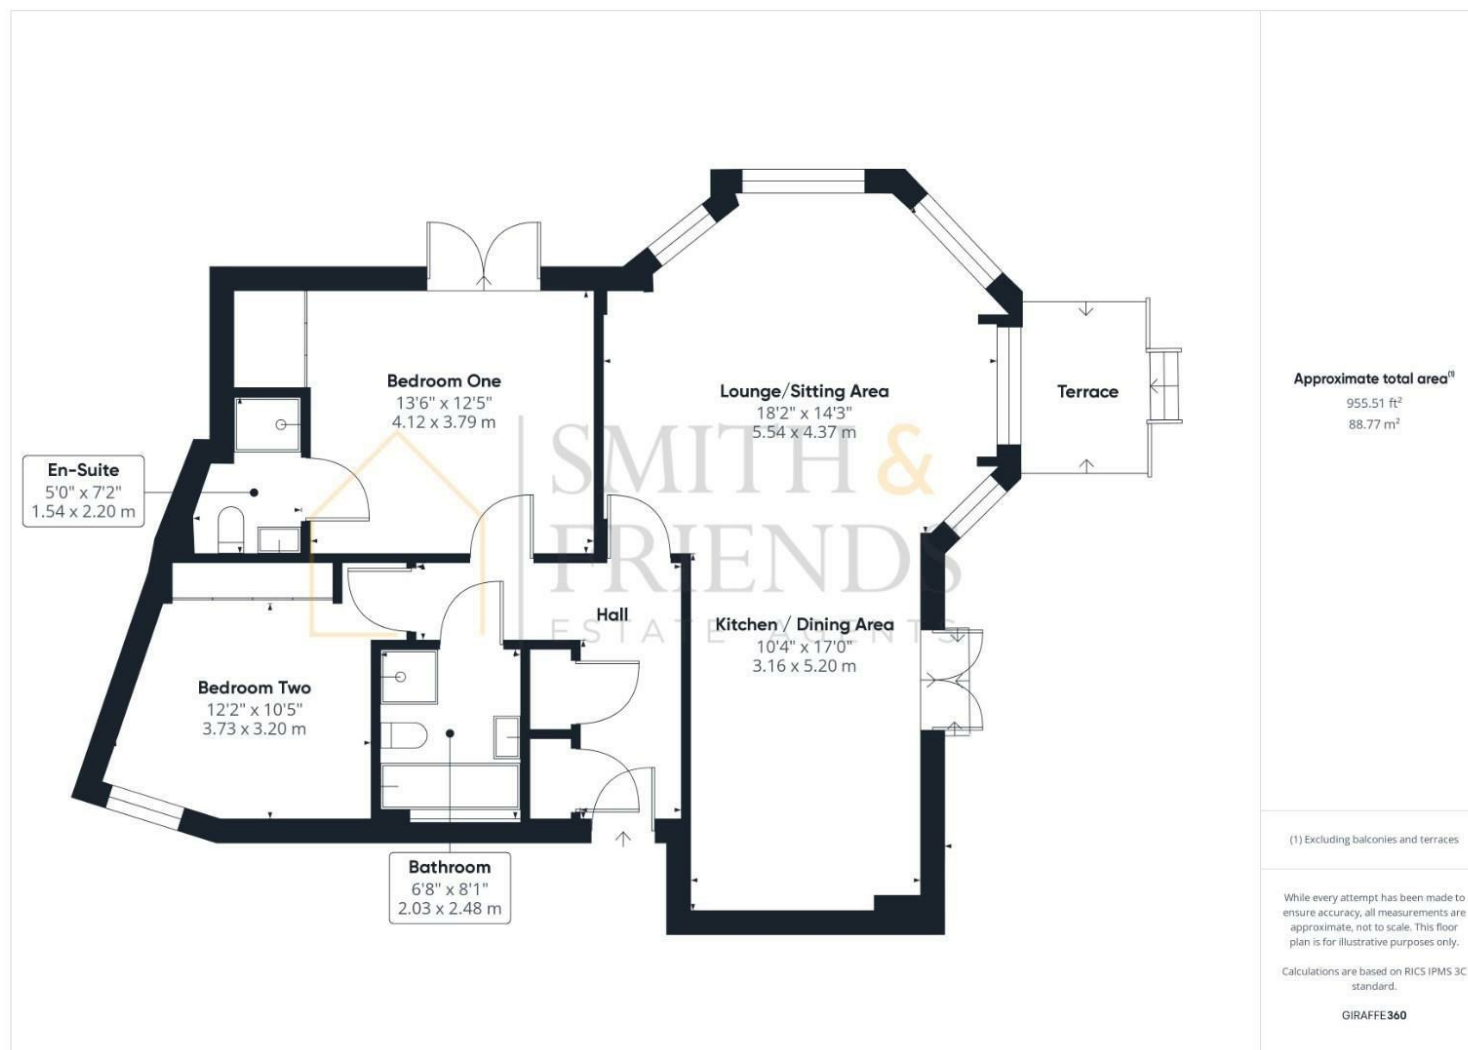 Bedroom One
13'6" x 12'5"
4.12 x 3.79 m
Lounge/Sitting Area
18'2" x 14'3"
5.54 x 4.37 m
Terrace
En-Suite
5'0" x 7'2"
1.54 x 2.20 m
SMITH &
FRIENDS
ESTATE AGENTS
Hall
Kitchen / Dining Area
10'4" x 17'0"
3.16 x 5.20 m
Bedroom Two
12'2" x 10'5"
3.73 x 3.20 m
Bathroom
6'8" x 8'1"
2.03 x 2.48 m
Approximate total area⁽¹⁾
955.51 ft²
88.77 m²
(1) Excluding balconies and terraces
While every attempt has been made to
ensure accuracy, all measurements are
approximate, not to scale. This floor
plan is for illustrative purposes only.
Calculations are based on RICS IPMS 3C
standard.
GIRAFFE360